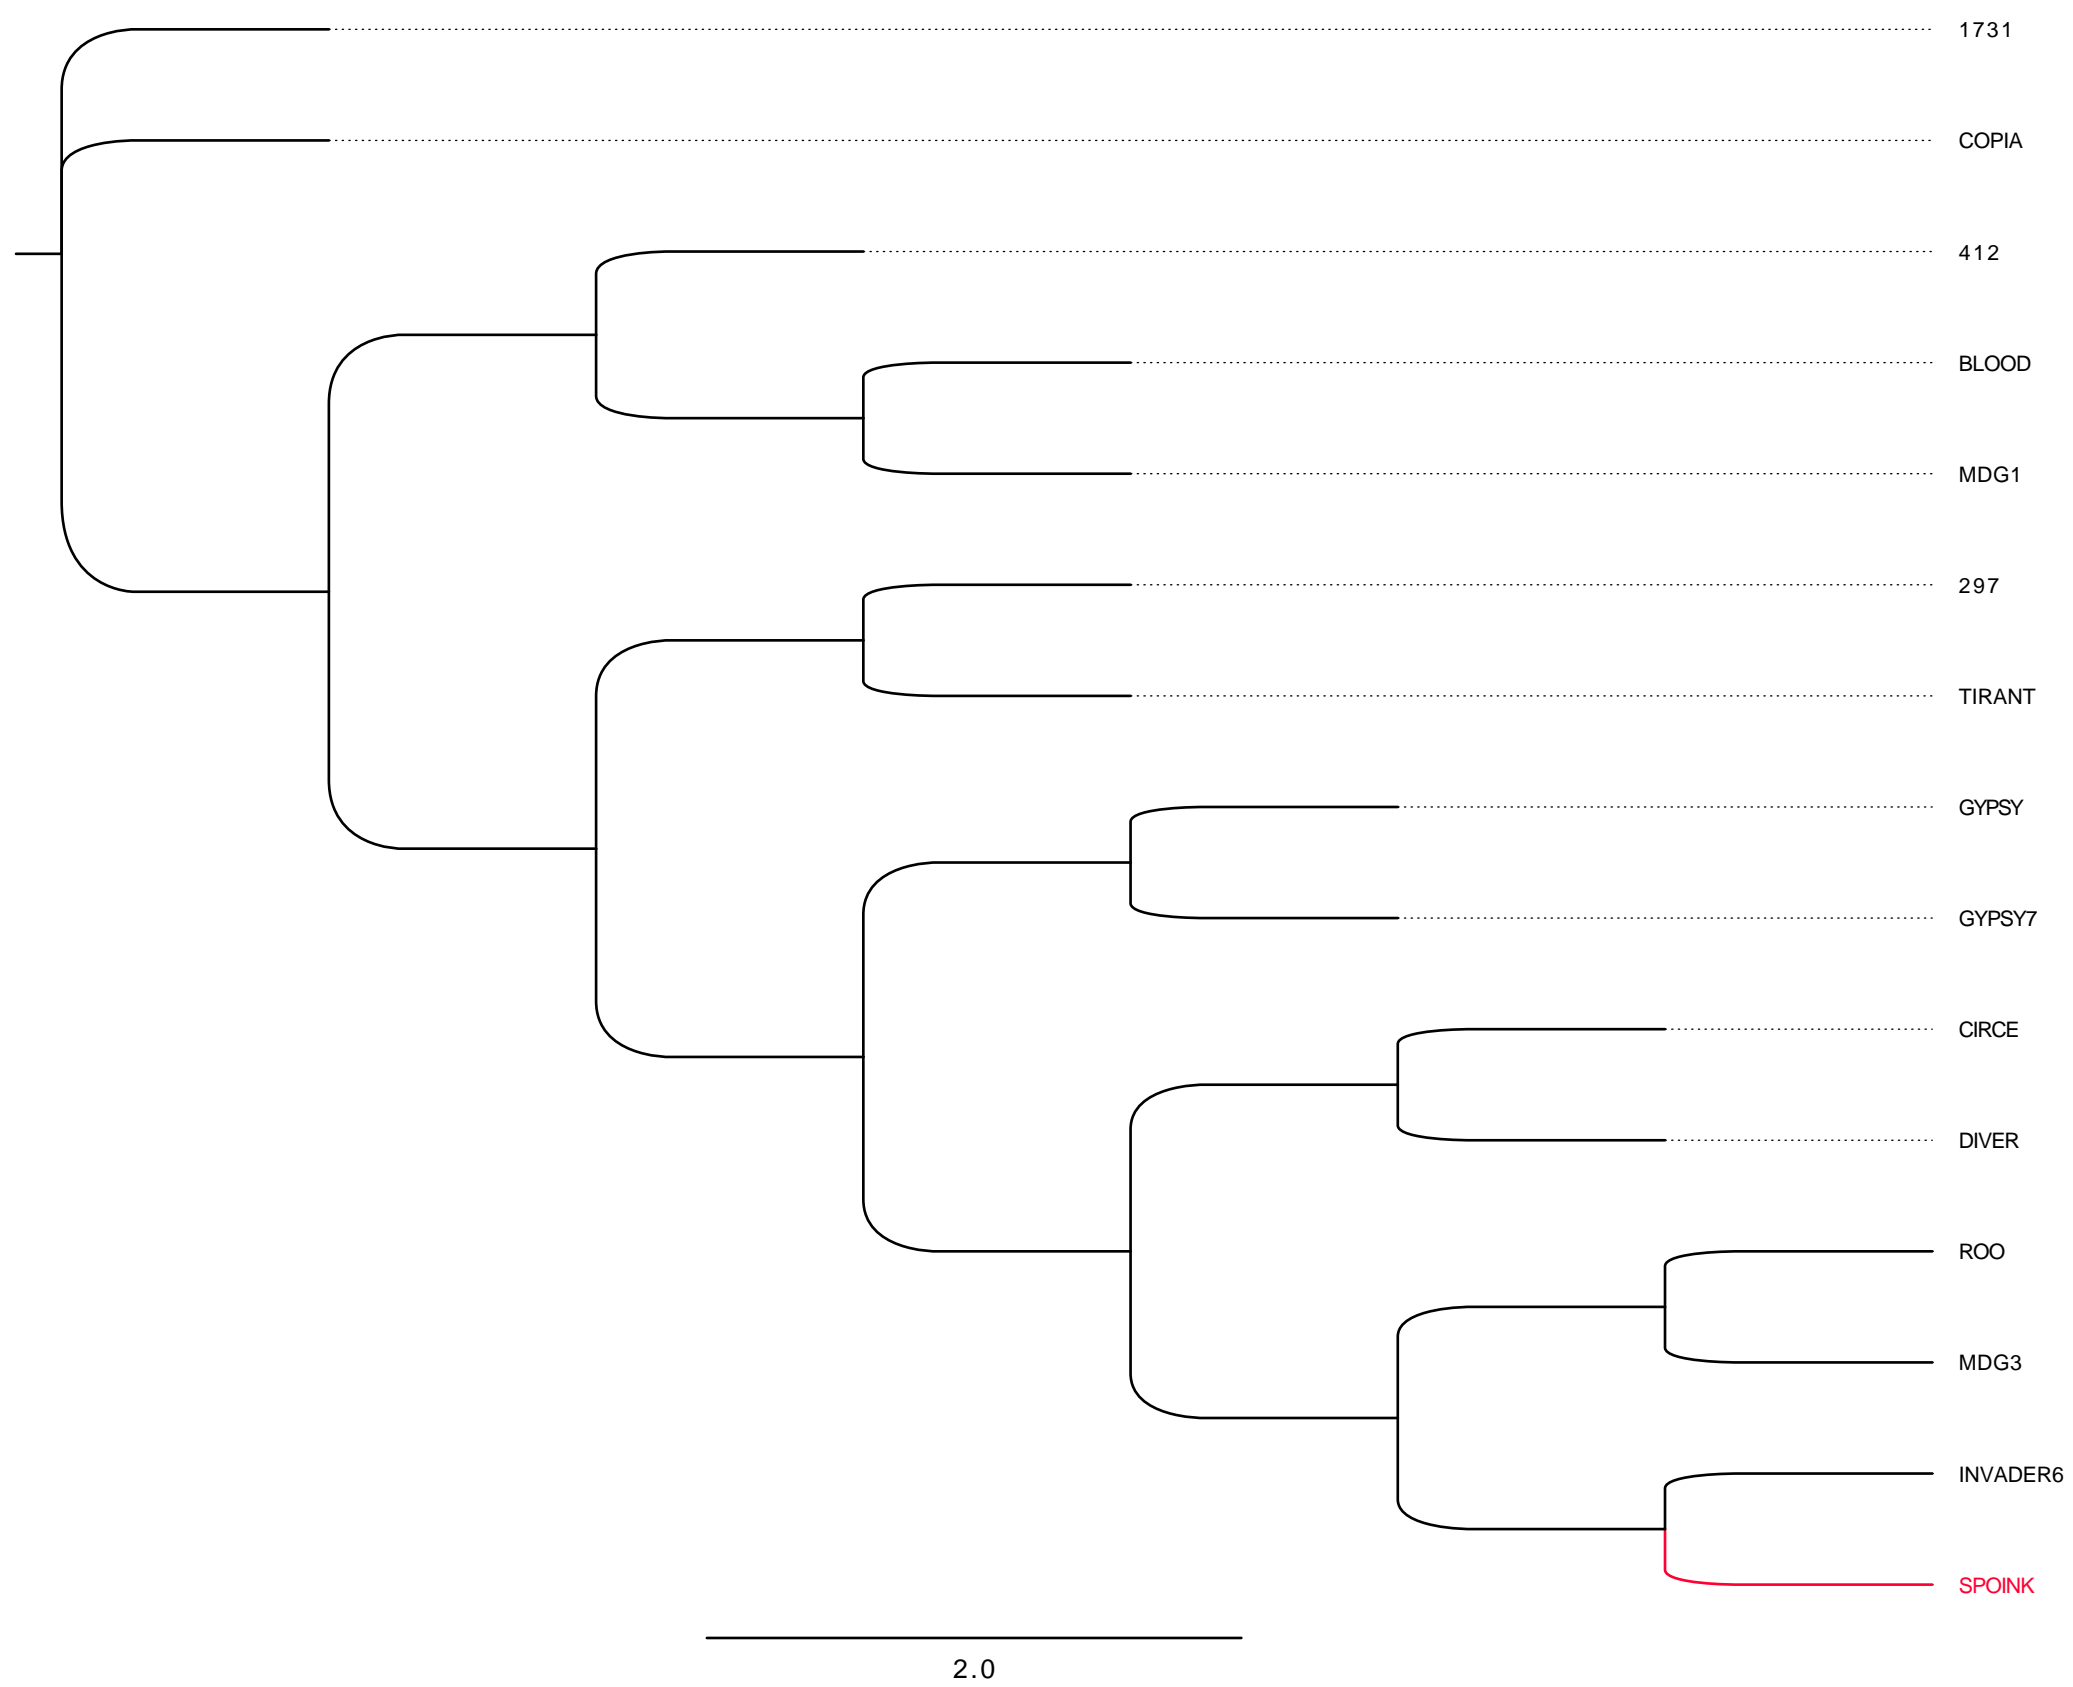 1731
COPIA
412
BLOOD
MDG1
297
TIRANT
GYPSY
GYPSY7
CIRCE
DIVER
ROO
MDG3
INVADER6
SPOINK
2.0